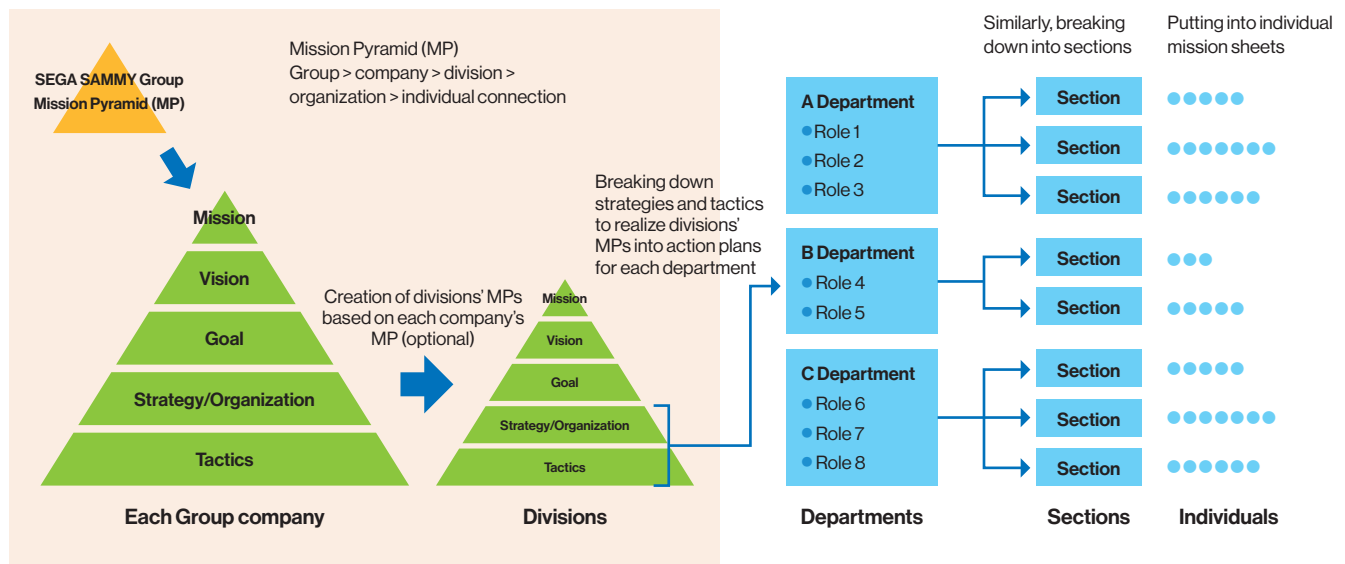 SEGA SAMMY Group
Mission Pyramid (MP)
Mission Pyramid (MP)
Group > company > division >
organization > individual connection
Mission
Vision
Goal
Strategy/Organization
Tactics
Each Group company
Creation of divisions' MPs
based on each company's
MP (optional)
Mission
Vision
Goal
Strategy/Organization
Tactics
Divisions
Breaking down
strategies and tactics
to realize divisions'
MPs into action plans
for each department
A Department
Role 1
Role 2
Role 3
B Department
Role 4
Role 5
C Department
Role 6
Role 7
Role 8
Departments
Similarly, breaking
down into sections
Section
Section
Section
Section
Section
Section
Section
Section
Sections
Putting into individual
mission sheets
Individuals